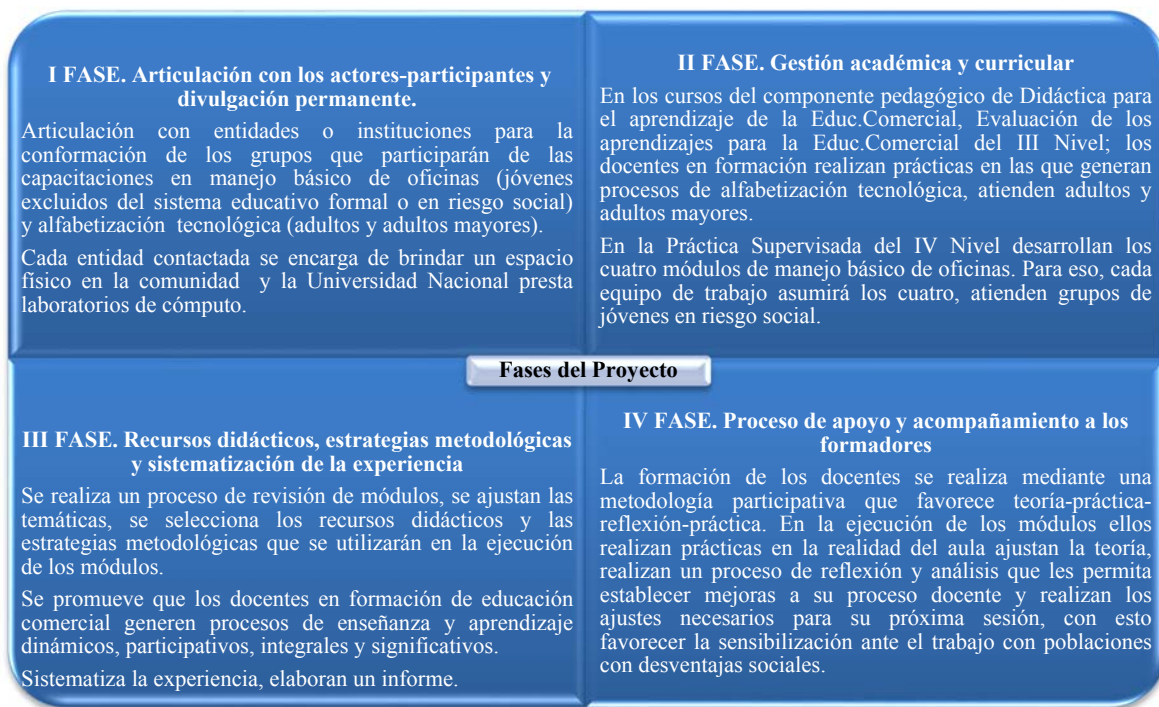 I FASE. Articulación con los actores-participantes y
divulgación permanente.
Articulación con entidades o instituciones para la
conformación de los grupos que participarán de las
capacitaciones en manejo básico de oficinas (jóvenes
excluidos del sistema educativo formal o en riesgo social)
y alfabetización tecnológica (adultos y adultos mayores).
Cada entidad contactada se encarga de brindar un espacio
físico en la comunidad y la Universidad Nacional presta
laboratorios de cómputo.
II FASE. Gestión académica y curricular
En los cursos del componente pedagógico de Didáctica para
el aprendizaje de la Educ.Comercial, Evaluación de los
aprendizajes para la Educ.Comercial del III Nivel; los
docentes en formación realizan prácticas en las que generan
procesos de alfabetización tecnológica, atienden adultos y
adultos mayores.
En la Práctica Supervisada del IV Nivel desarrollan los
cuatro módulos de manejo básico de oficinas. Para eso, cada
equipo de trabajo asumirá los cuatro, atienden grupos de
jóvenes en riesgo social.
Fases del Proyecto
III FASE. Recursos didácticos, estrategias metodológicas
y sistematización de la experiencia
Se realiza un proceso de revisión de módulos, se ajustan las
temáticas, se selecciona los recursos didácticos y las
estrategias metodológicas que se utilizarán en la ejecución
de los módulos.
Se promueve que los docentes en formación de educación
comercial generen procesos de enseñanza y aprendizaje
dinámicos, participativos, integrales y significativos.
Sistematiza la experiencia, elaboran un informe.
IV FASE. Proceso de apoyo y acompañamiento a los
formadores
La formación de los docentes se realiza mediante una
metodología participativa que favorece teoría-práctica-
reflexión-práctica. En la ejecución de los módulos ellos
realizan prácticas en la realidad del aula ajustan la teoría,
realizan un proceso de reflexión y análisis que les permita
establecer mejoras a su proceso docente y realizan los
ajustes necesarios para su próxima sesión, con esto
favorecer la sensibilización ante el trabajo con poblaciones
con desventajas sociales.